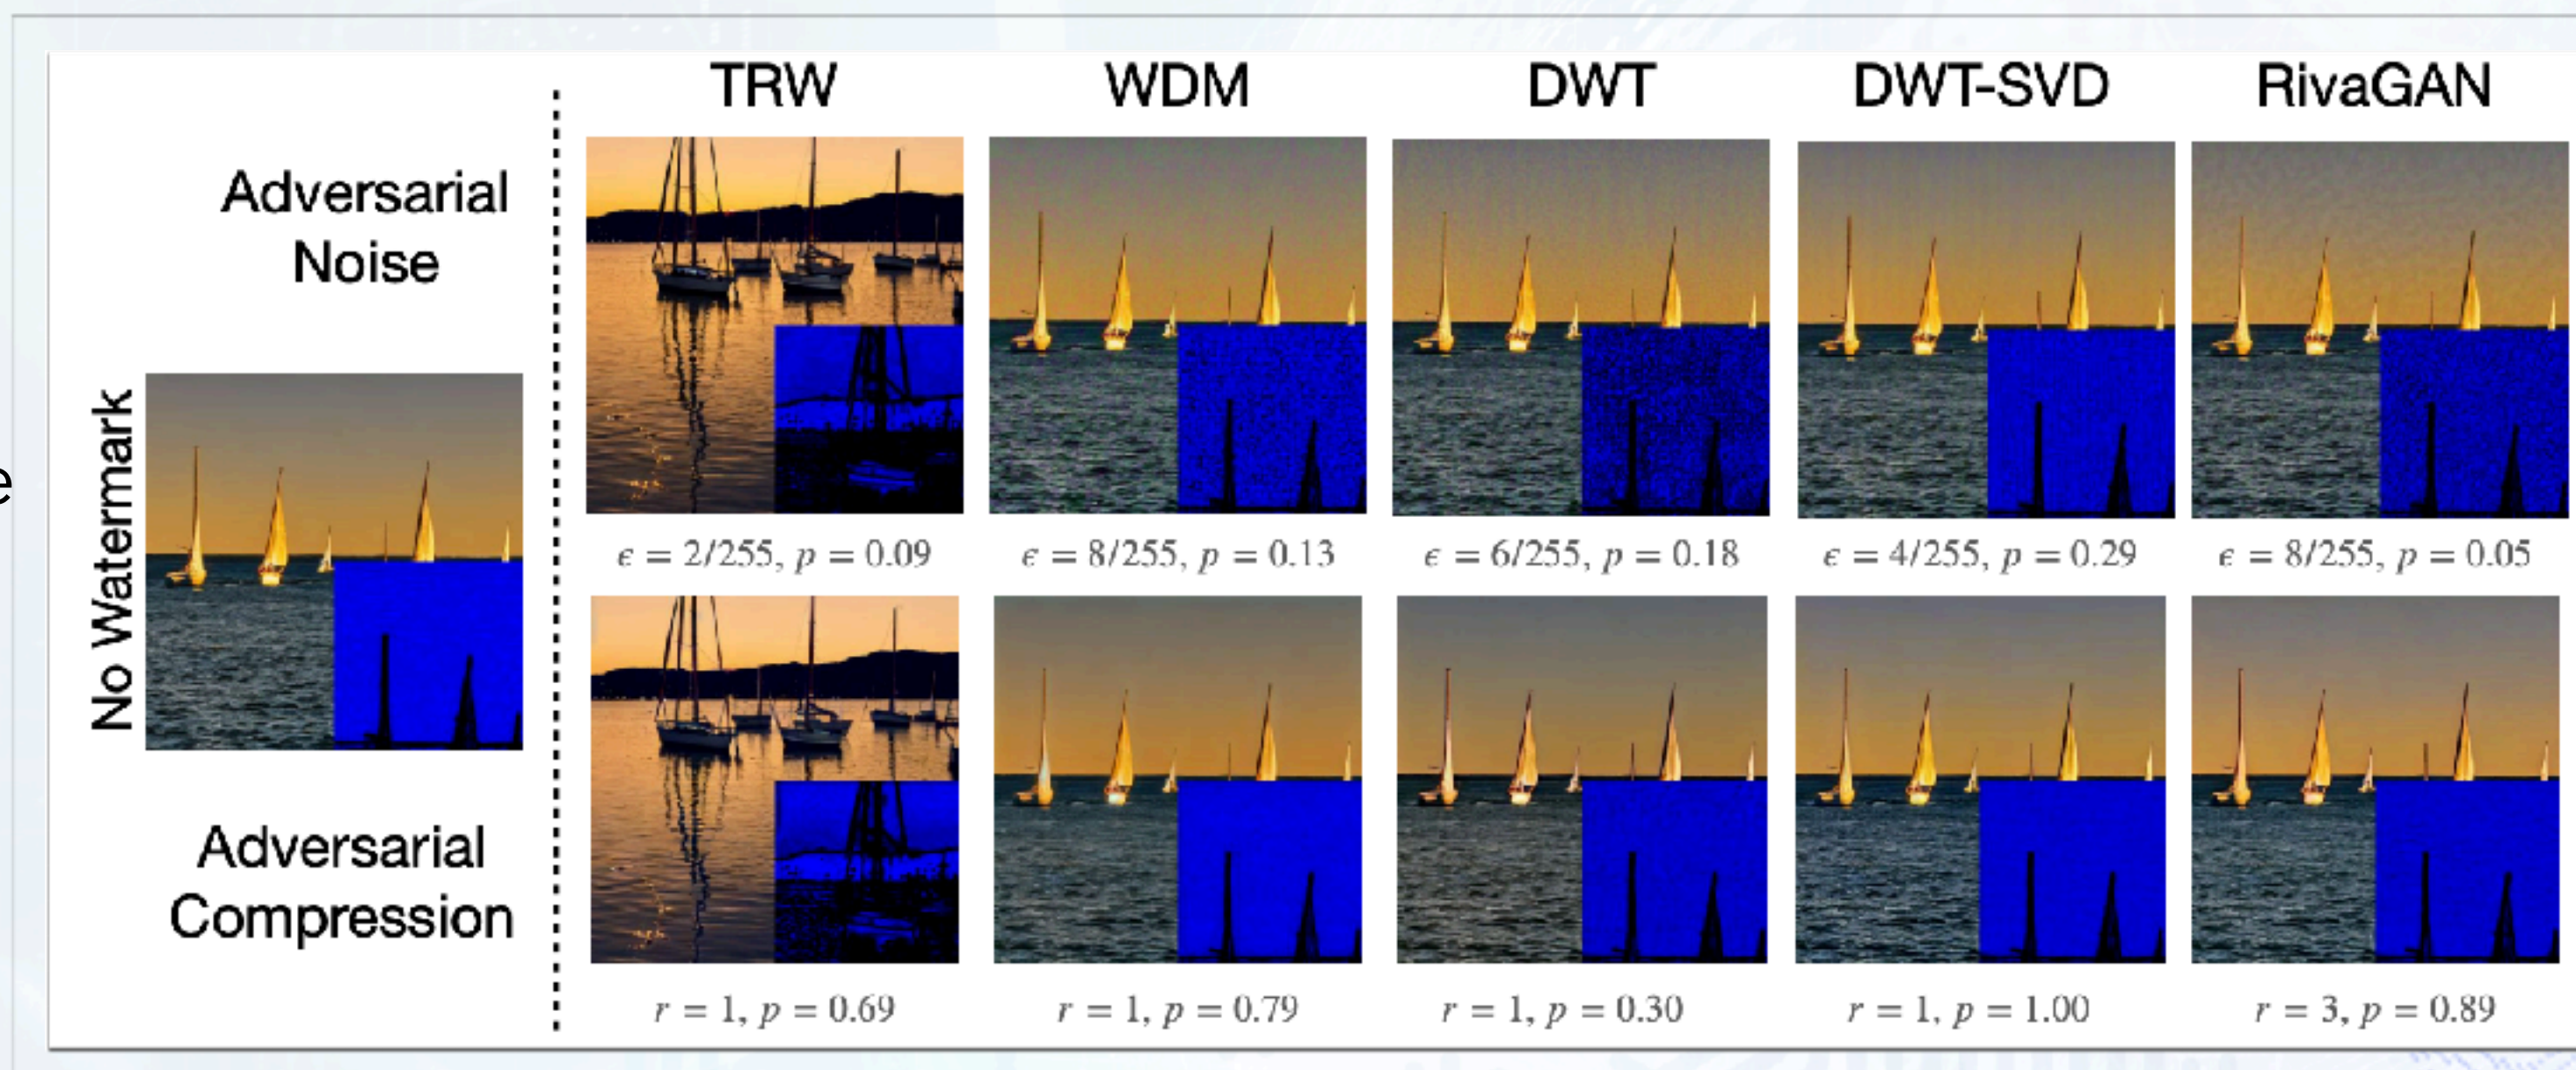 TRW WDM DWT DWT-SVD RivaGAN
Adversarial
Noise
ϵ = 2/255, p = 0.09 ϵ = 8/255, p = 0.13 ϵ = 6/255, p = 0.18 ϵ = 4/255, p = 0.29 ϵ = 8/255, p = 0.05
No Watermark
e
Adversarial
Compression
r = 1, p = 0.69 r = 1, p = 0.79 r = 1, p = 0.30 r = 1, p = 1.00 r = 3, p = 0.89